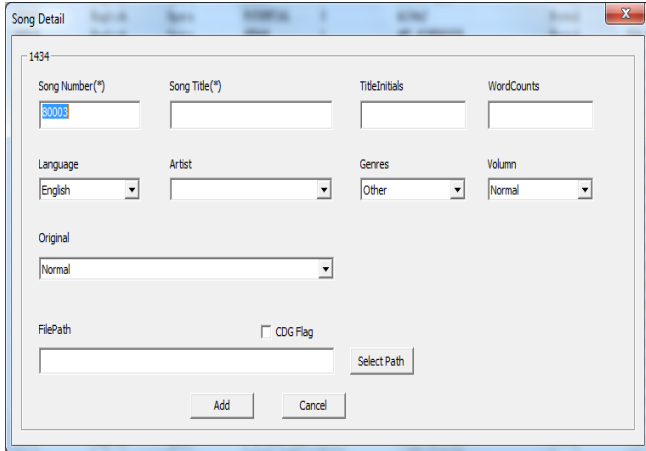 Song Detail
x
1434
Song Number(*) Song Title(*) TitleInitials WordCounts
80003
Language Artist Genres Volumn
English Other Normal
Original
Normal
FilePath CDG Flag
Select Path
Add Cancel